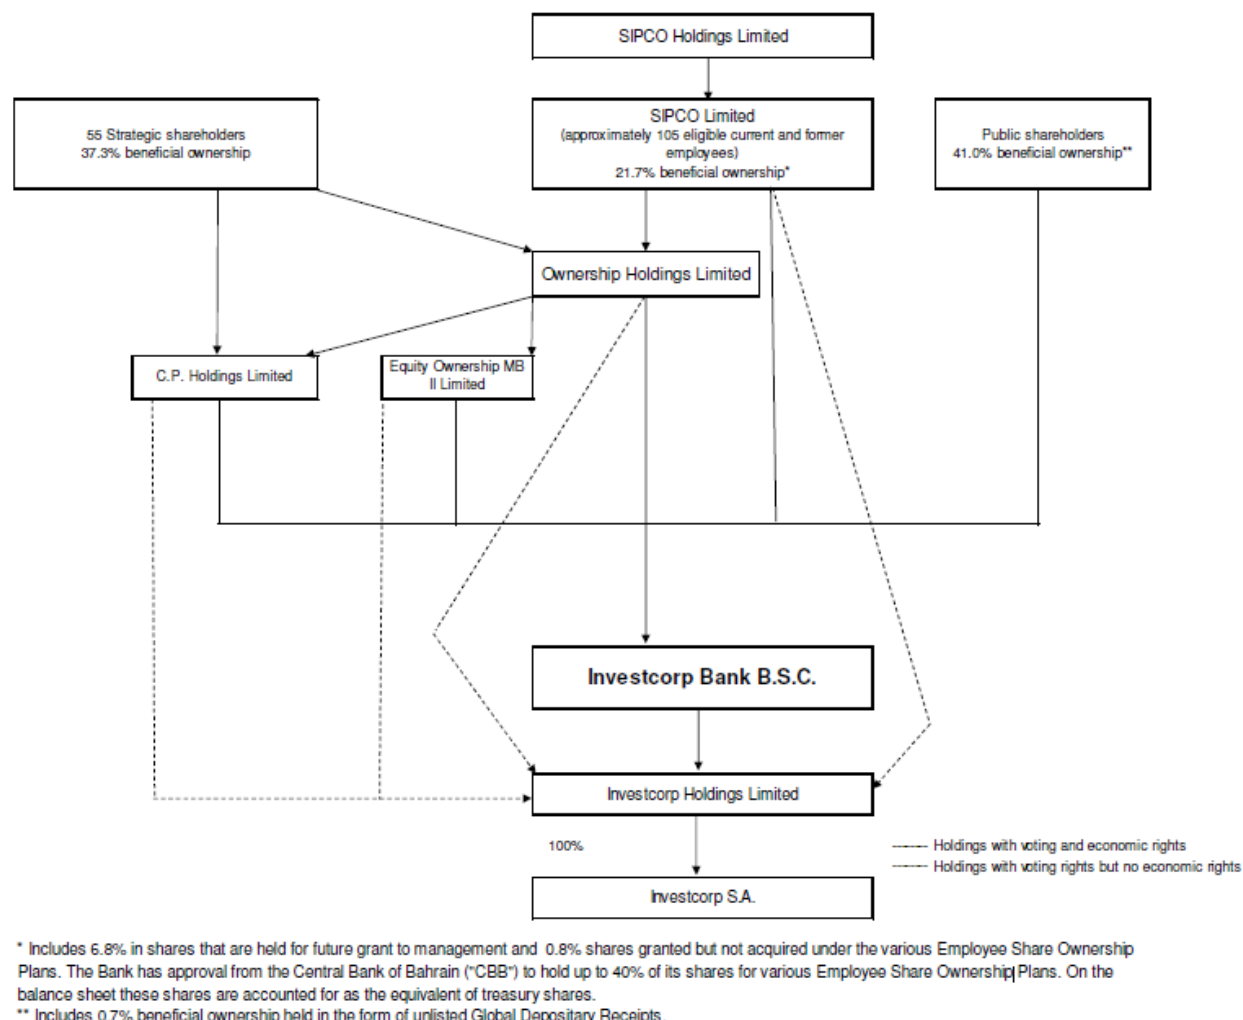 SIPCO Holdings Limited
55 Strategic shareholders
37.3% beneficial ownership
SIPCO Limited
(approximately 105 eligible current and former
employees)
21.7% beneficial ownership*
Public shareholders
41.0% beneficial ownership**
Ownership Holdings Limited
C.P. Holdings Limited
Equity Ownership MB
II Limited
Investcorp Bank B.S.C.
Investcorp Holdings Limited
100%
Holdings with voting and economic rights
Holdings with voting rights but no economic rights
Investcorp S.A.
* Includes 6.8% in shares that are held for future grant to management and 0.8% shares granted but not acquired under the various Employee Share Ownership
Plans. The Bank has approval from the Central Bank of Bahrain ("CBB") to hold up to 40% of its shares for various Employee Share Ownership Plans. On the
balance sheet these shares are accounted for as the equivalent of treasury shares.
** Includes 0.7% beneficial ownership held in the form of unlisted Global Depositary Receipts.